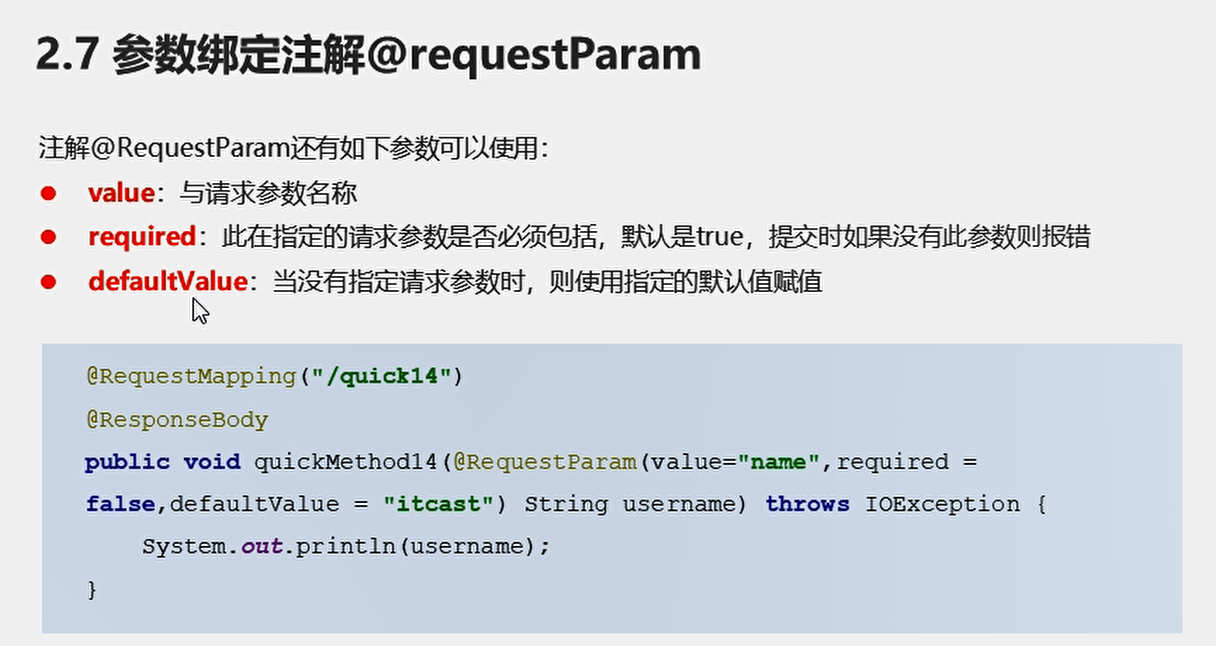 2.7 参数绑定注解@requestParam
注解@RequestParam还有如下参数可以使用：
● value：与请求参数名称
● required：此在指定的请求参数是否必须包括，默认是true，提交时如果没有此参数则报错
● defaultValue：当没有指定请求参数时，则使用指定的默认值赋值
@RequestMapping("/quick14")
@ResponseBody
public void quickMethod14(@RequestParam(value="name",required =
false,defaultValue = "itcast") String username) throws IOException {
System.out.println(username);
}